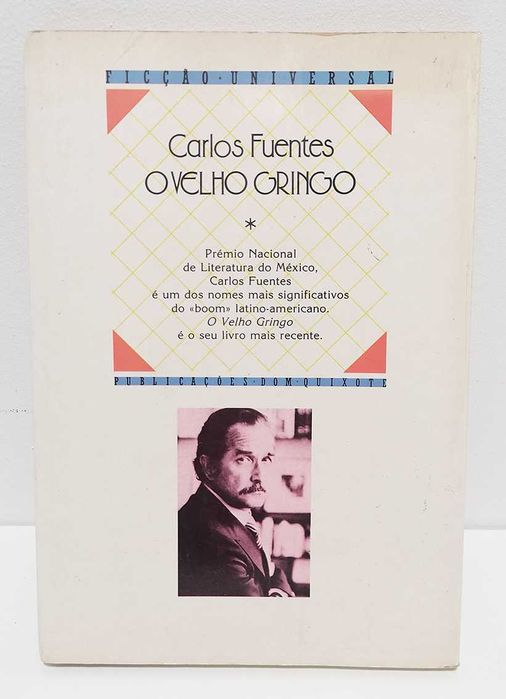 FICÇÃO · UNIVERSAL
Carlos Fuentes
O VELHO GRINGO
*
Prémio Nacional
de Literatura do México,
Carlos Fuentes
é um dos nomes mais significativos
do «boom» latino-americano.
O Velho Gringo
é o seu livro mais recente.
PUBLICAÇÕES · DOM · QUIXOTE